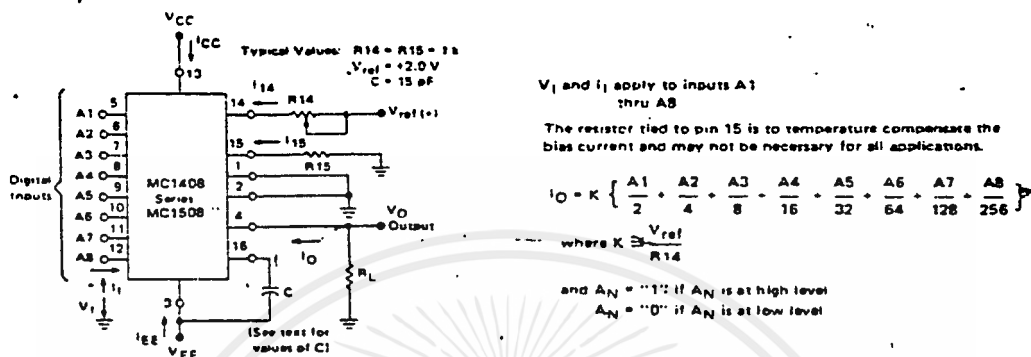 VCC
ICC
13
Typical Values: R14 = R15 = 1 k
Vref = +2.0 V
C = 15 pF
I14
14
R14
Vref (+)
15
I15
R15
1
2
4
VO
Output
IO
16
RL
C
(See text for
values of C)
Digital
Inputs
A1 5
A2 6
A3 7
A4 8
A5 9
A6 10
A7 11
A8 12
MC1408
Series
MC1508
II
VI
3
IEE
VEE
VI and II apply to inputs A1
thru A8
The resistor tied to pin 15 is to temperature compensate the
bias current and may not be necessary for all applications.
IO = K { A1/2 + A2/4 + A3/8 + A4/16 + A5/32 + A6/64 + A7/128 + A8/256 }
where K ≅ Vref/R14
and AN = "1" if AN is at high level
AN = "0" if AN is at low level